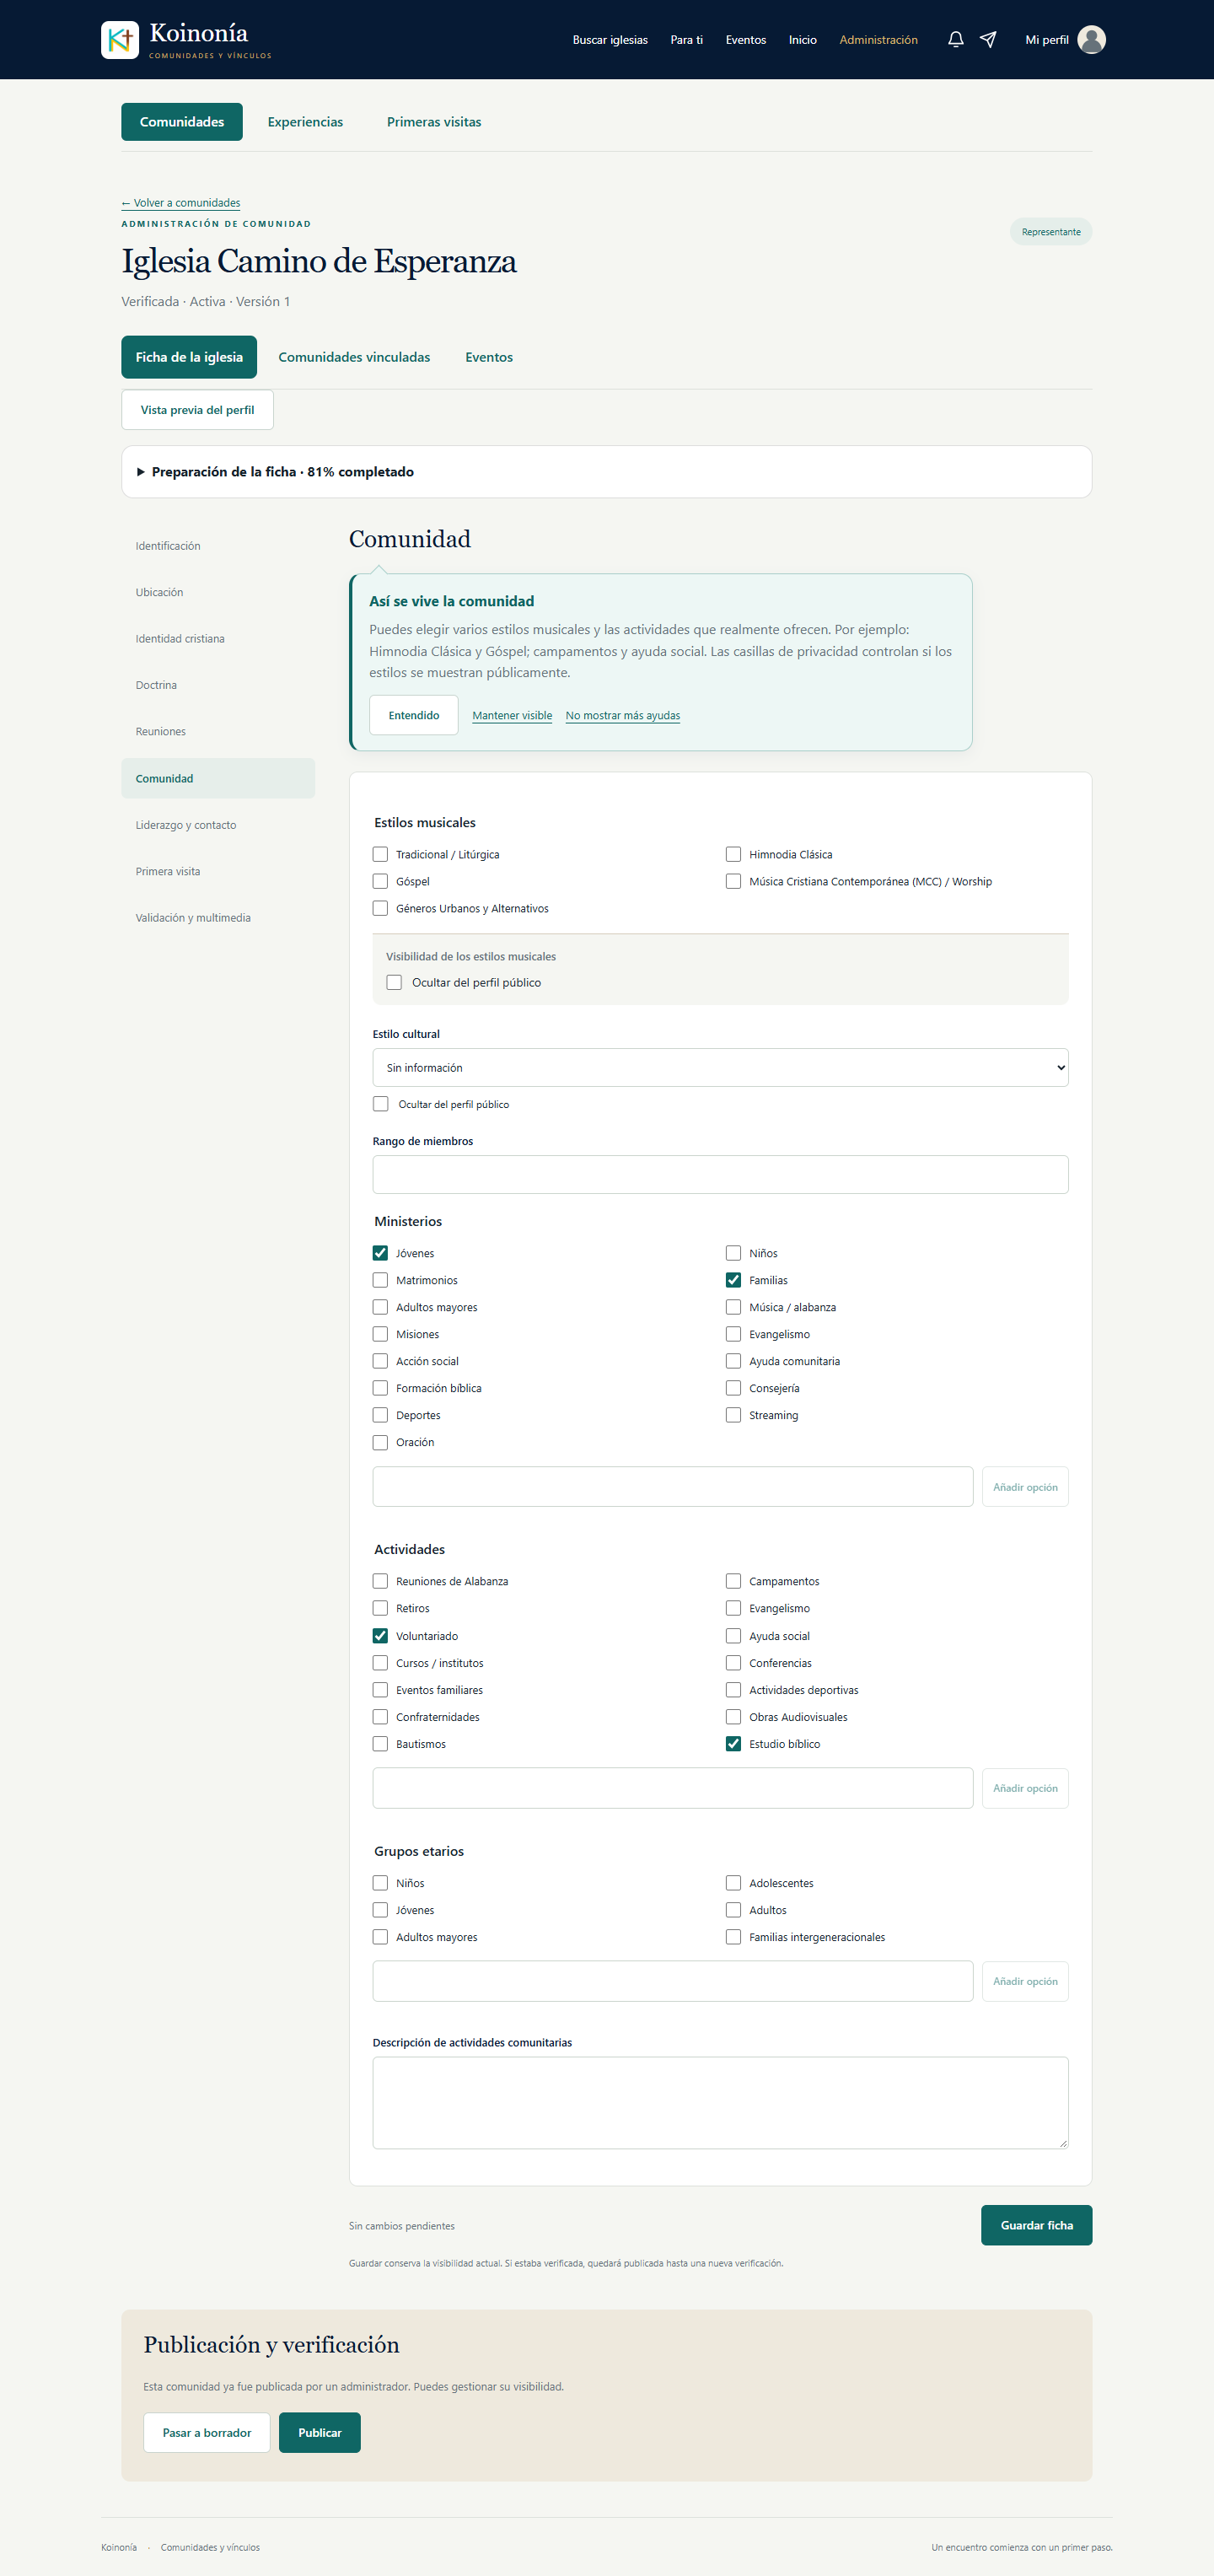 Koinonía
COMUNIDADES Y VÍNCULOS
Buscar iglesias
Para ti
Eventos
Inicio
Administración
Mi perfil
Comunidades
Experiencias
Primeras visitas
← Volver a comunidades
ADMINISTRACIÓN DE COMUNIDAD
Iglesia Camino de Esperanza
Verificada · Activa · Versión 1
Representante
Ficha de la iglesia
Comunidades vinculadas
Eventos
Vista previa del perfil
Preparación de la ficha · 81% completado
Identificación
Ubicación
Identidad cristiana
Doctrina
Reuniones
Comunidad
Liderazgo y contacto
Primera visita
Validación y multimedia
Comunidad
Así se vive la comunidad
Puedes elegir varios estilos musicales y las actividades que realmente ofrecen. Por ejemplo:
Himnodia Clásica y Góspel; campamentos y ayuda social. Las casillas de privacidad controlan si los
estilos se muestran públicamente.
Entendido
Mantener visible
No mostrar más ayudas
Estilos musicales
Tradicional / Litúrgica
Himnodia Clásica
Góspel
Música Cristiana Contemporánea (MCC) / Worship
Géneros Urbanos y Alternativos
Visibilidad de los estilos musicales
Ocultar del perfil público
Estilo cultural
Sin información
Ocultar del perfil público
Rango de miembros
Ministerios
Jóvenes
Niños
Matrimonios
Familias
Adultos mayores
Música / alabanza
Misiones
Evangelismo
Acción social
Ayuda comunitaria
Formación bíblica
Consejería
Deportes
Streaming
Oración
Añadir opción
Actividades
Reuniones de Alabanza
Campamentos
Retiros
Evangelismo
Voluntariado
Ayuda social
Cursos / institutos
Conferencias
Eventos familiares
Actividades deportivas
Confraternidades
Obras Audiovisuales
Bautismos
Estudio bíblico
Añadir opción
Grupos etarios
Niños
Adolescentes
Jóvenes
Adultos
Adultos mayores
Familias intergeneracionales
Añadir opción
Descripción de actividades comunitarias
Sin cambios pendientes
Guardar ficha
Guardar conserva la visibilidad actual. Si estaba verificada, quedará publicada hasta una nueva verificación.
Publicación y verificación
Esta comunidad ya fue publicada por un administrador. Puedes gestionar su visibilidad.
Pasar a borrador
Publicar
Koinonía · Comunidades y vínculos
Un encuentro comienza con un primer paso.